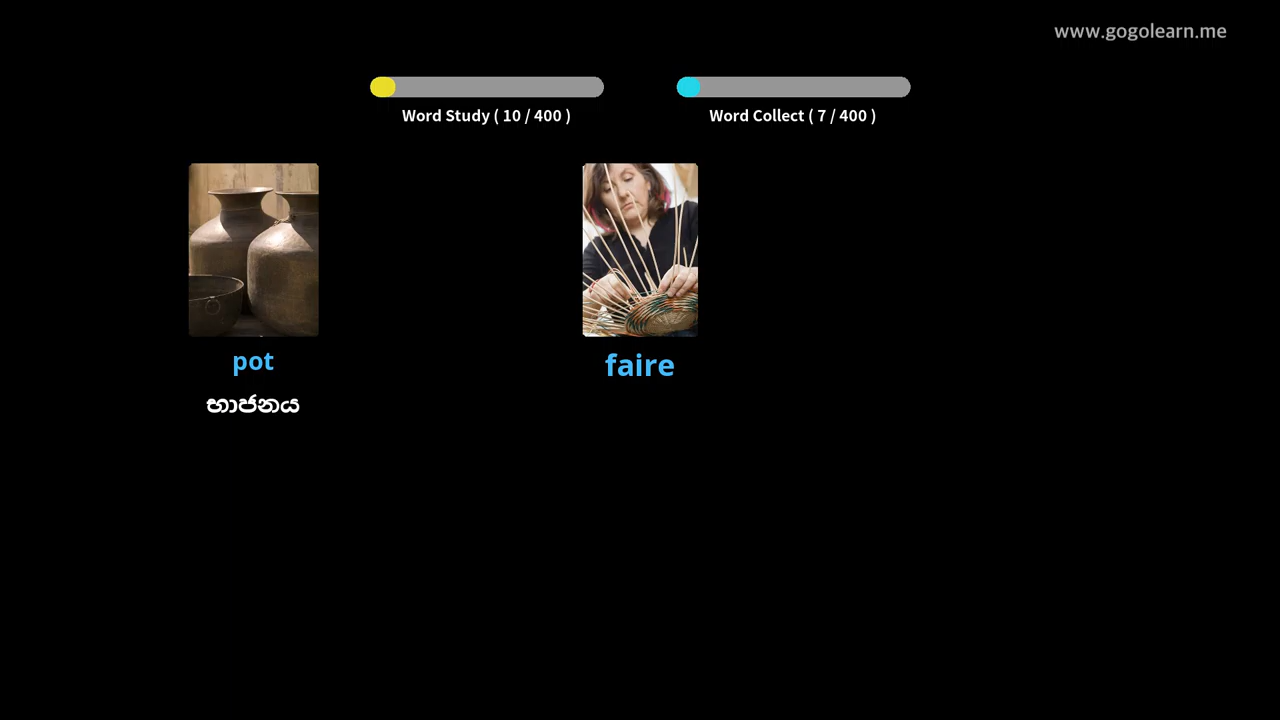 www.gogolearn.me
Word Study ( 10 / 400 )
Word Collect ( 7 / 400 )
pot
භාජනය
faire